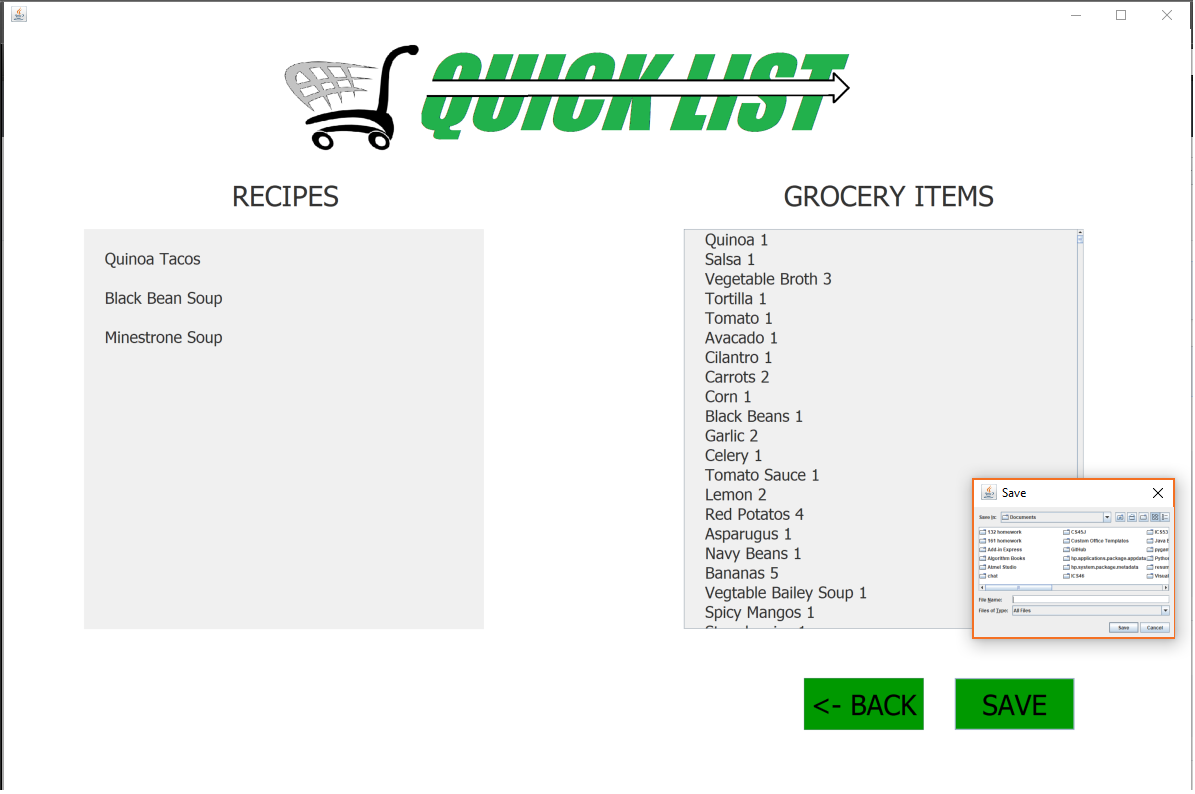 QUICK LIST
RECIPES
Quinoa Tacos
Black Bean Soup
Minestrone Soup
GROCERY ITEMS
Quinoa 1
Salsa 1
Vegetable Broth 3
Tortilla 1
Tomato 1
Avacado 1
Cilantro 1
Carrots 2
Corn 1
Black Beans 1
Garlic 2
Celery 1
Tomato Sauce 1
Lemon 2
Red Potatos 4
Asparugus 1
Navy Beans 1
Bananas 5
Vegtable Bailey Soup 1
Spicy Mangos 1
Save
Save In: Documents
132 homework CS45J ICS53
161 homework Custom Office Templates Java
Add-in Express GitHub pygam
Algorithm Books hp.applications.package.appdata Python
Atmel Studio hp.system.package.metadata resum
chat ICS46 Visual
File Name:
Files of Type: All Files
Save Cancel
<- BACK SAVE